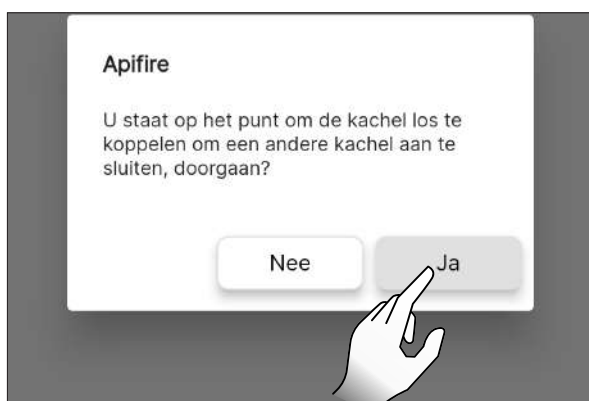 Apifire
U staat op het punt om de kachel los te
koppelen om een andere kachel aan te
sluiten, doorgaan?
Nee
Ja